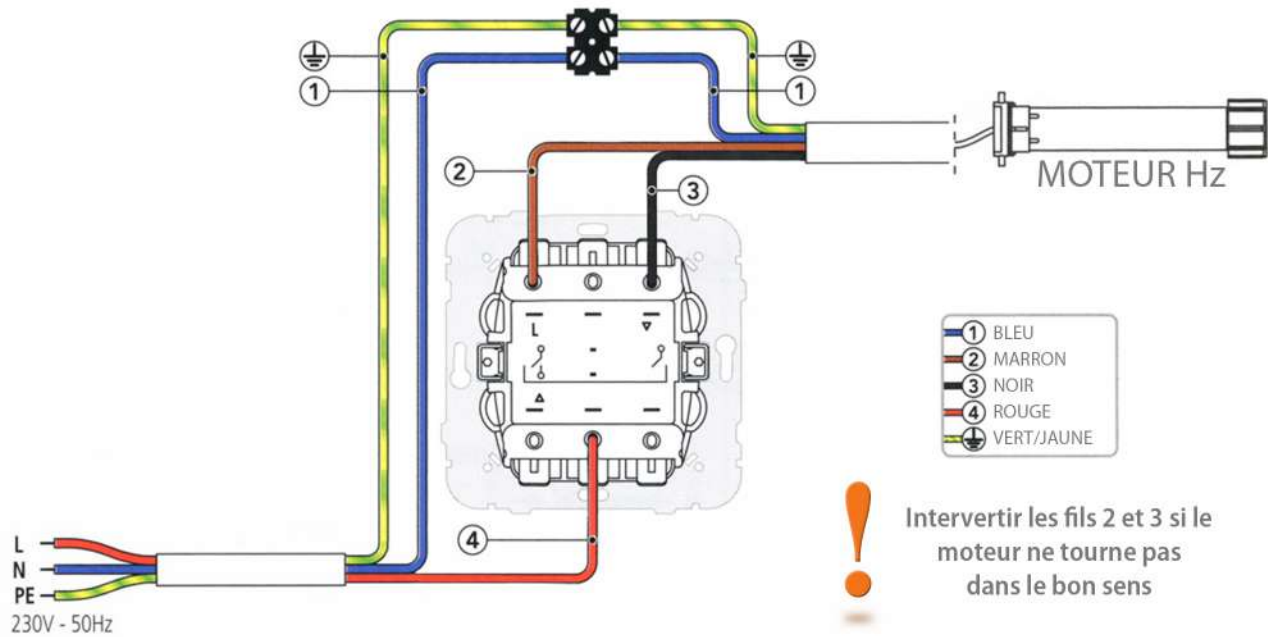 1
1
MOTEUR Hz
2
3
L
1 BLEU
2 MARRON
3 NOIR
4 ROUGE
VERT/JAUNE
4
Intervertir les fils 2 et 3 si le
moteur ne tourne pas
dans le bon sens
L
N
PE
230V - 50Hz